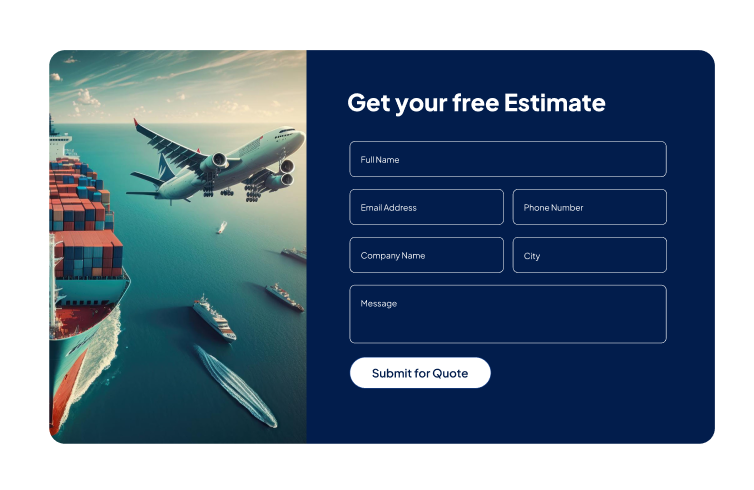 Get your free Estimate
Full Name
Email Address
Phone Number
Company Name
City
Message
Submit for Quote